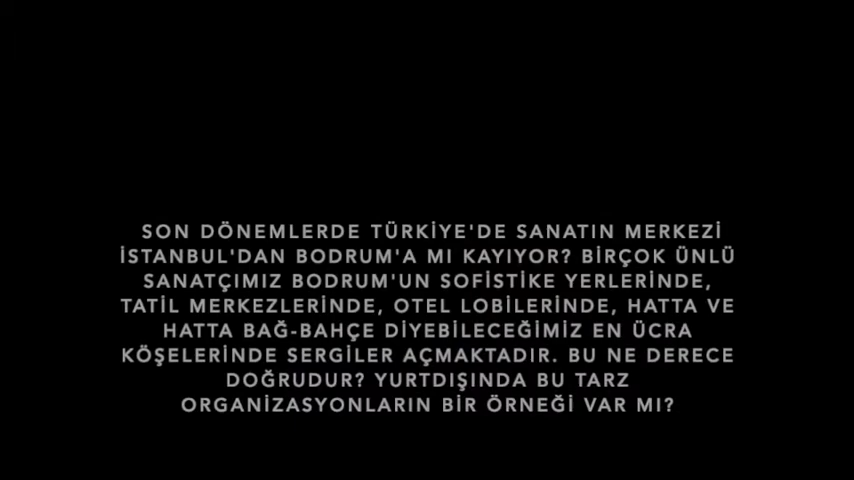 SON DÖNEMLERDE TÜRKİYE'DE SANATIN MERKEZİ
İSTANBUL'DAN BODRUM'A MI KAYIYOR? BİRÇOK ÜNLÜ
SANATÇIMIZ BODRUM'UN SOFİSTİKE YERLERİNDE,
TATİL MERKEZLERİNDE, OTEL LOBİLERİNDE, HATTA VE
HATTA BAĞ-BAHÇE DİYEBİLECEĞİMİZ EN ÜCRA
KÖŞELERİNDE SERGİLER AÇMAKTADIR. BU NE DERECE
DOĞRUDUR? YURTDIŞINDA BU TARZ
ORGANİZASYONLARIN BİR ÖRNEĞİ VAR MI?